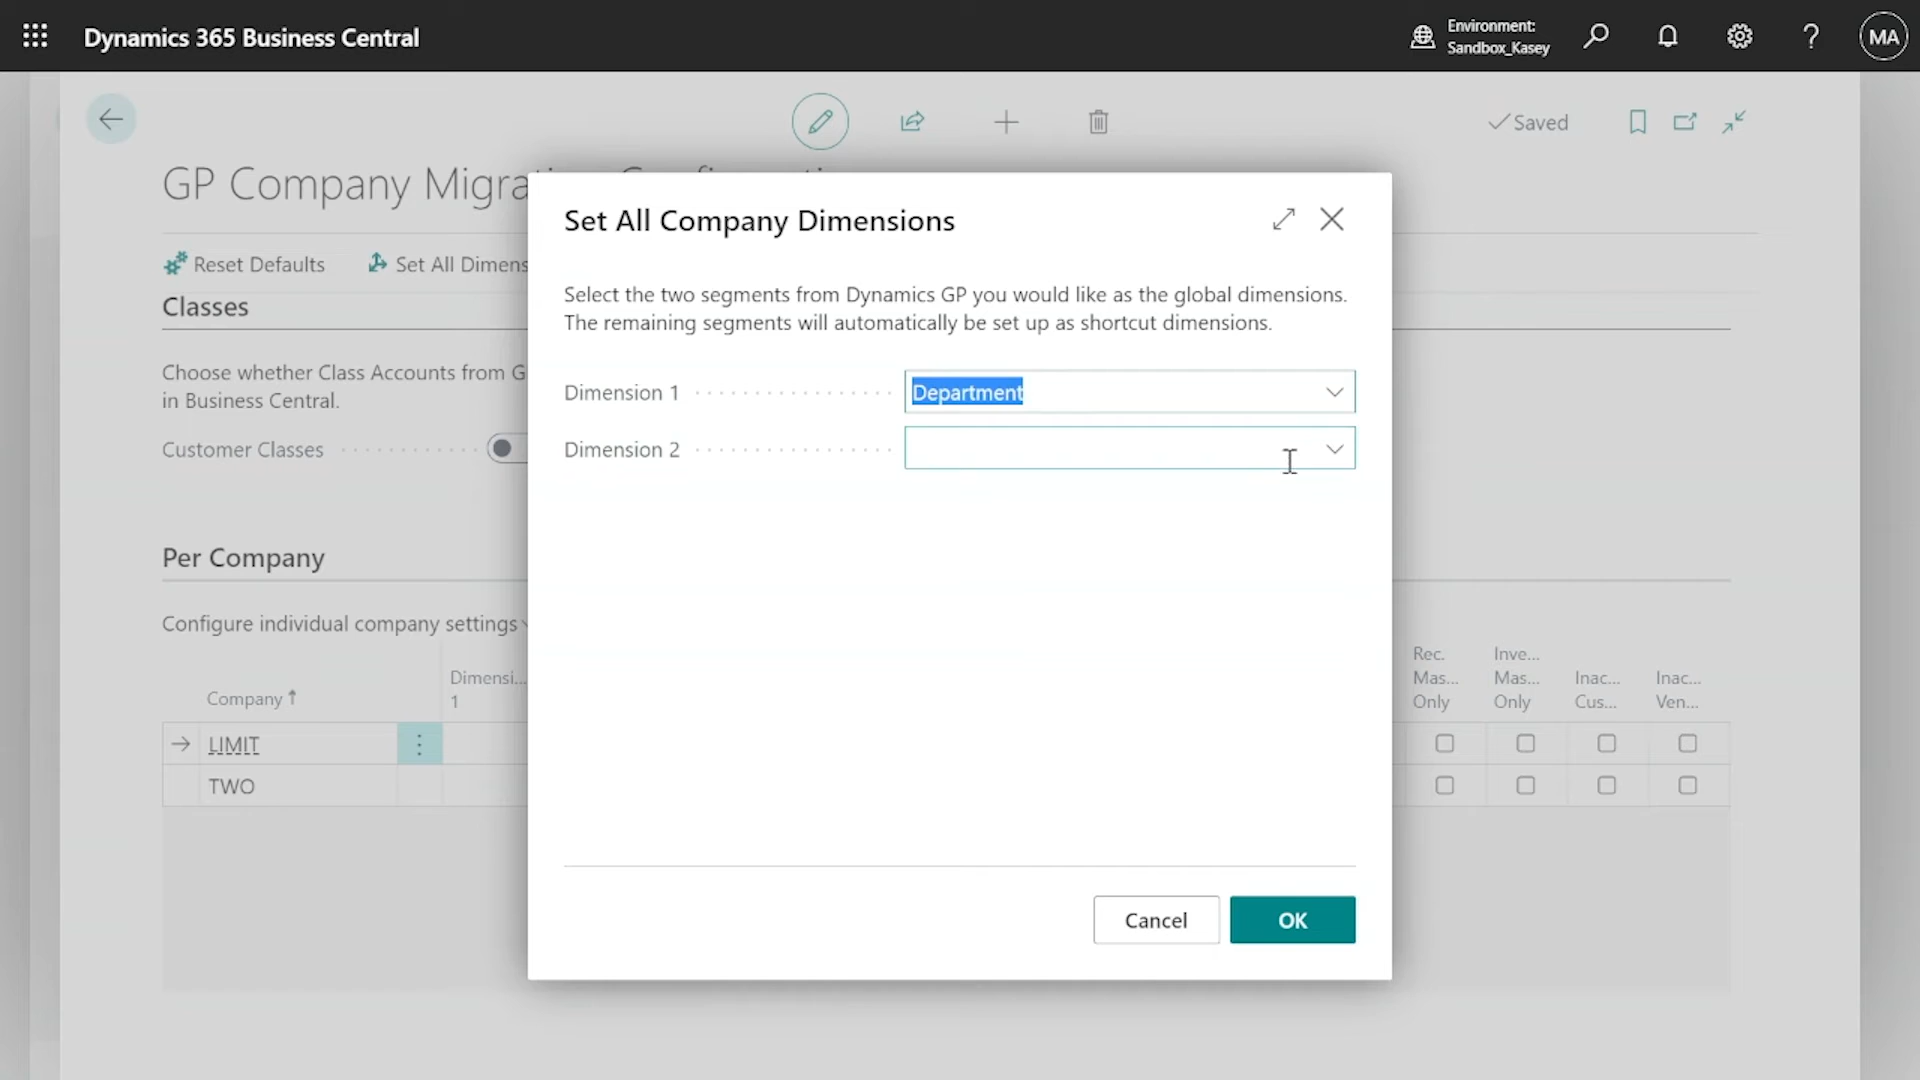 Dynamics 365 Business Central
Environment:
Sandbox_Kasey
?
MA
Saved
GP Company
Reset Defaults
Set All Dimens
Classes
Choose whether Class Accounts from G
in Business Central.
Customer Classes
Per Company
Configure individual company settings
Company
Dimensi...
1
Rec.
Mas...
Only
Inve...
Mas...
Only
Inac...
Cus...
Inac...
Ven...
LIMIT
TWO
Set All Company Dimensions
Select the two segments from Dynamics GP you would like as the global dimensions.
The remaining segments will automatically be set up as shortcut dimensions.
Dimension 1
Department
Dimension 2
Cancel
OK